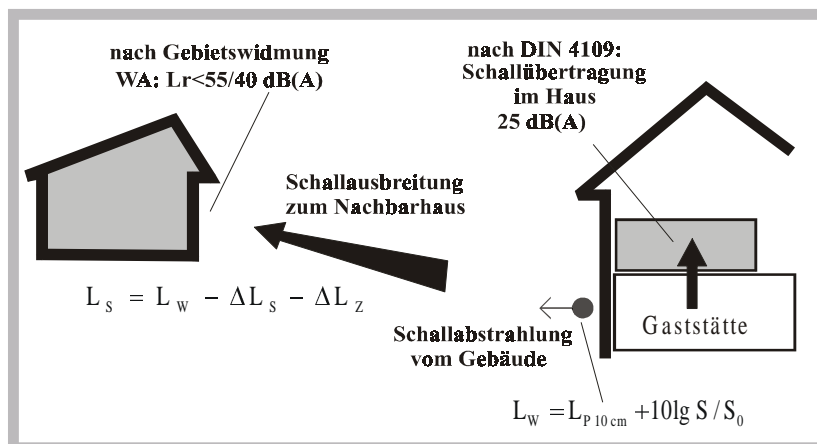 nach Gebietswidmung
WA: Lr<55/40 dB(A)
nach DIN 4109:
Schallübertragung
im Haus
25 dB(A)
Schallausbreitung
zum Nachbarhaus
L_S = L_W − ΔL_S − ΔL_Z
Gaststätte
Schallabstrahlung
vom Gebäude
L_W = L_{P 10 cm} + 10lg S/S_0